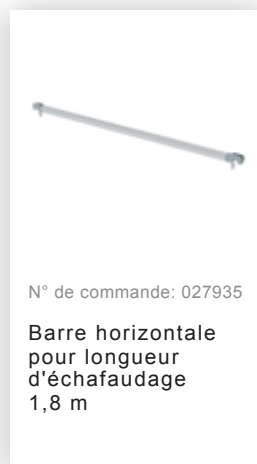 N° de commande: 027935
Barre horizontale
pour longueur
d'échafaudage
1,8 m